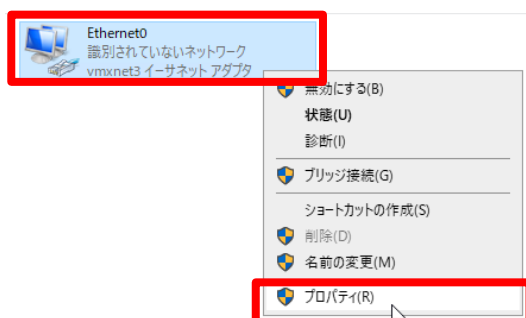 Ethernet0
識別されていないネットワーク
vmxnet3 イーサネット アダプタ
無効にする(B)
状態(U)
診断(I)
ブリッジ接続(G)
ショートカットの作成(S)
削除(D)
名前の変更(M)
プロパティ(R)